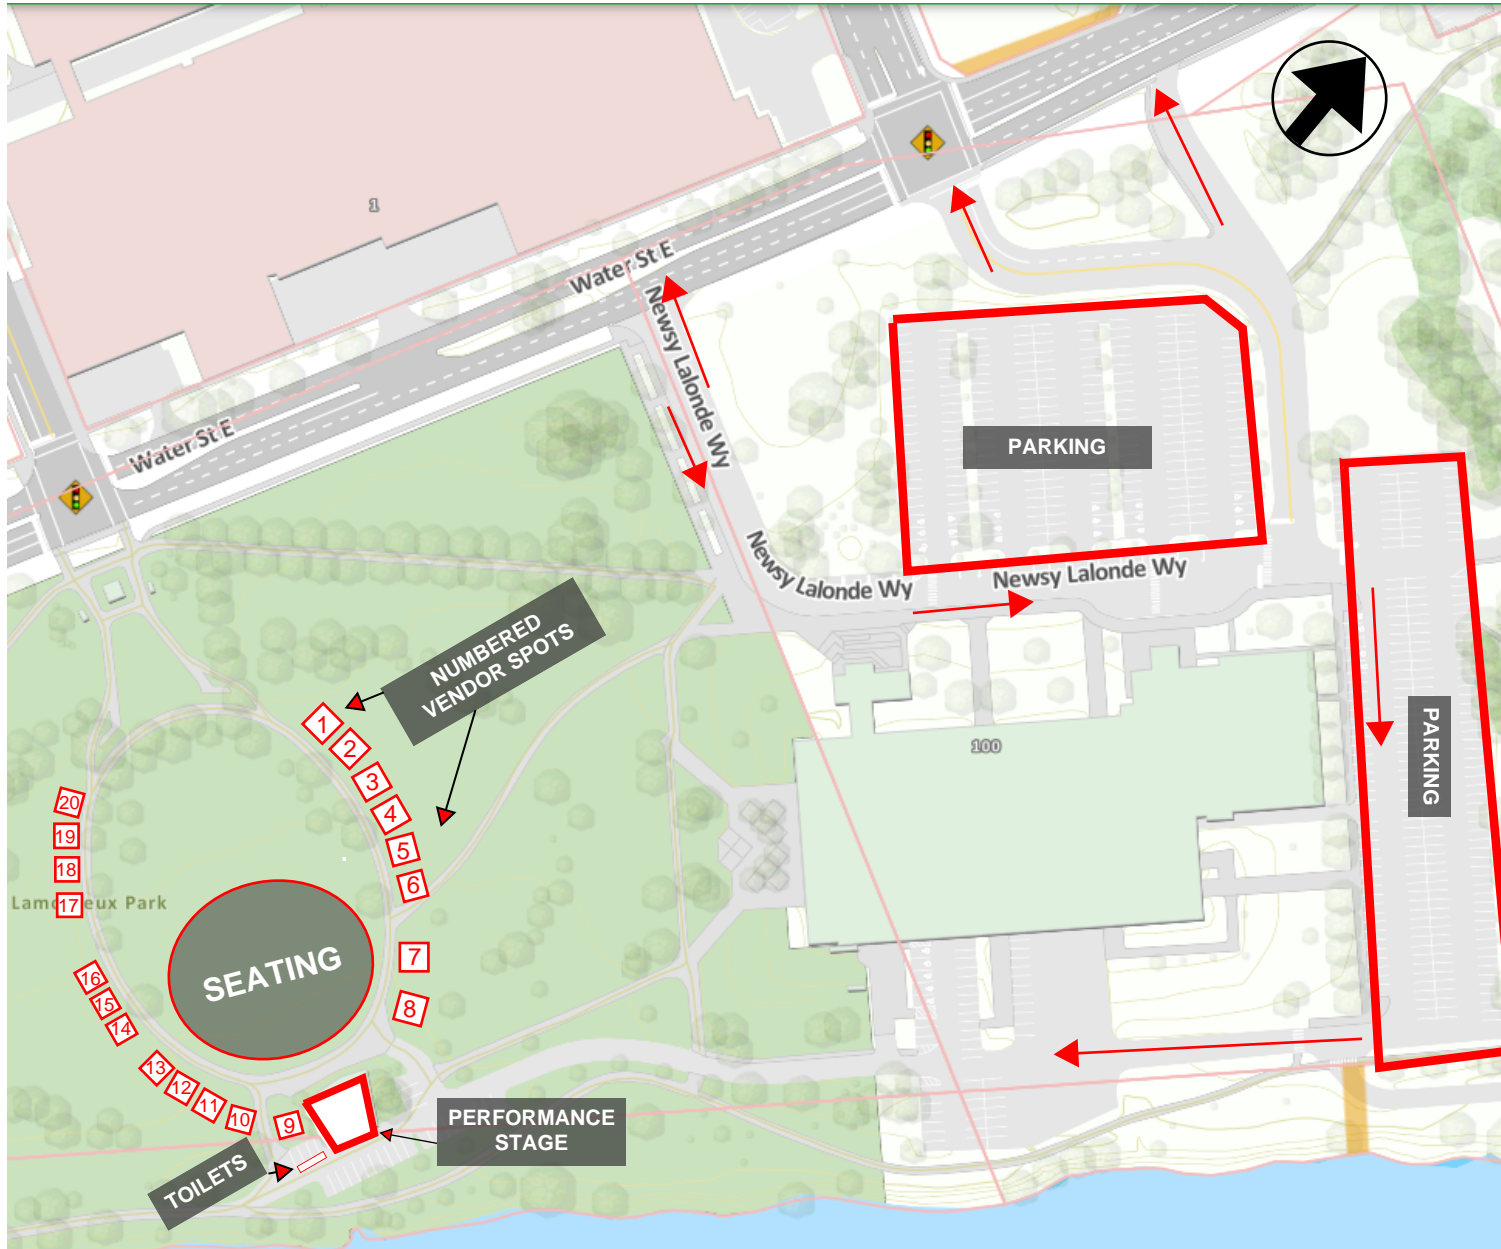 1
Water St E
Newsy Lalonde Wy
Water St E
PARKING
Newsy Lalonde Wy
Newsy Lalonde Wy
NUMBERED
VENDOR SPOTS
1
2
3
4
5
6
7
8
9
10
11
12
13
14
15
16
17
18
19
20
100
PARKING
Lamoureux Park
SEATING
PERFORMANCE
STAGE
TOILETS